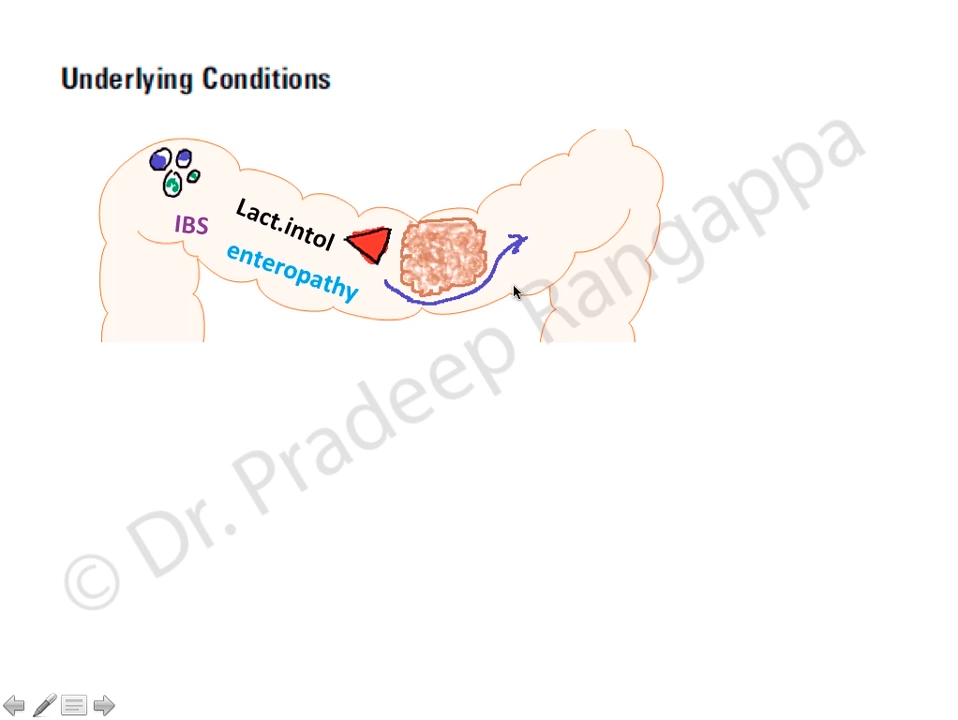 Underlying Conditions
Lact.intol
IBS
enteropathy
© Dr. Pradeep Rangappa